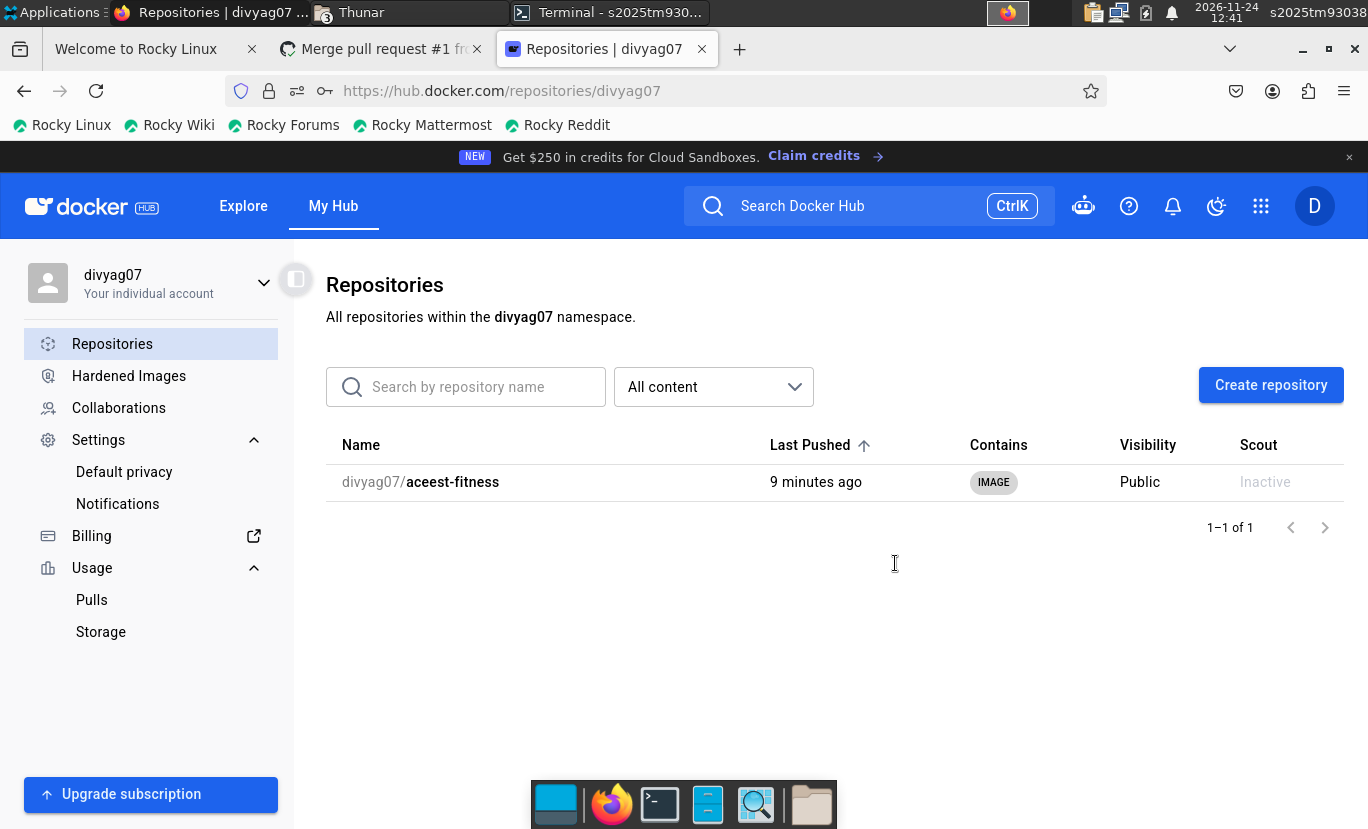 Applications
Repositories | divyag07 ...
3
Thunar
Terminal - s2025tm930...
2026-11-24
12:41
s2025tm93038
Welcome to Rocky Linux
Merge pull request #1 fr
Repositories | divyag07
https://hub.docker.com/repositories/divyag07
Rocky Linux
Rocky Wiki
Rocky Forums
Rocky Mattermost
Rocky Reddit
NEW Get $250 in credits for Cloud Sandboxes. Claim credits →
docker HUB
Explore
My Hub
Search Docker Hub
CtrlK
D
divyag07
Your individual account
Repositories
Hardened Images
Collaborations
Settings
Default privacy
Notifications
Billing
Usage
Pulls
Storage
Upgrade subscription
Repositories
All repositories within the divyag07 namespace.
Search by repository name
All content
Create repository
Name Last Pushed Contains Visibility Scout
divyag07/aceest-fitness 9 minutes ago IMAGE Public Inactive
1–1 of 1